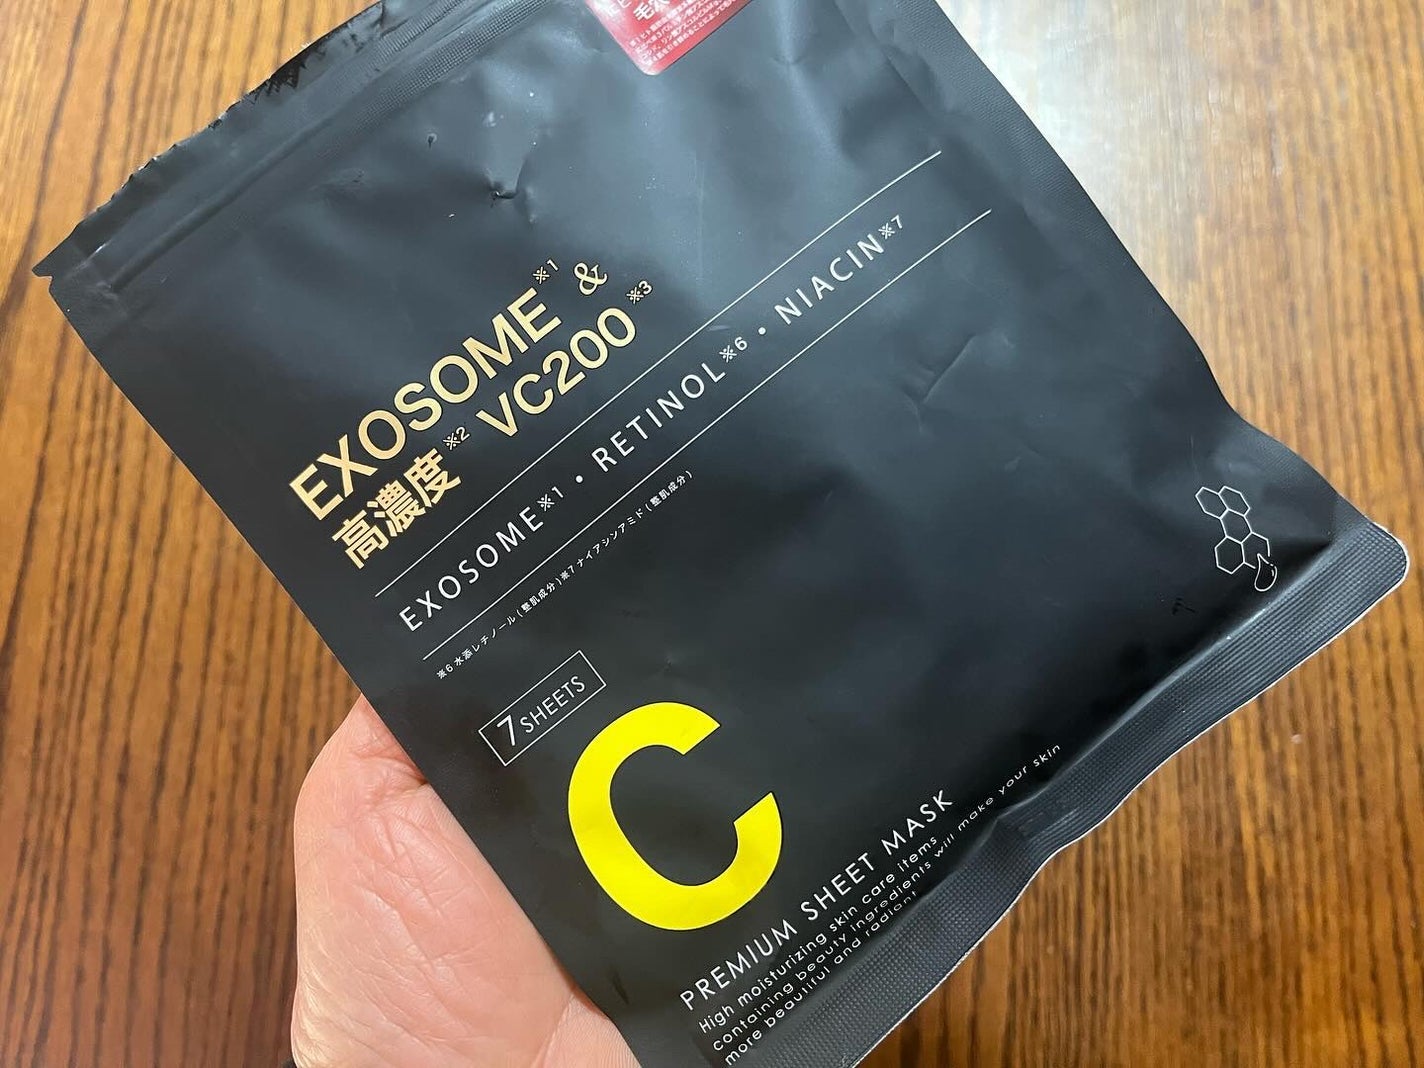 EXOSOME※1 &
高濃度※2 VC200※3
EXOSOME※1・RETINOL※6・NIACIN※7
※6 水添レチノール(整肌成分)※7 ナイアシンアミド(整肌成分)
7 SHEETS
C
PREMIUM SHEET MASK
High moisturizing skin care items
containing beauty ingredients will make your skin
more beautiful and radiant